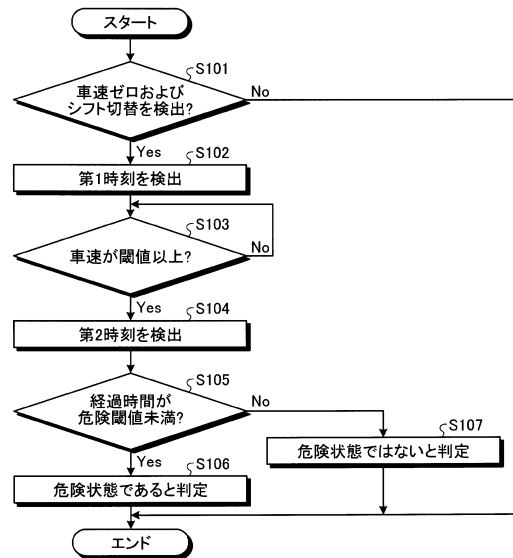 スタート
S101
車速ゼロおよび
シフト切替を検出?
No
Yes
S102
第1時刻を検出
S103
車速が閾値以上?
No
Yes
S104
第2時刻を検出
S105
経過時間が
危険閾値未満?
No
Yes
S106
危険状態であると判定
S107
危険状態ではないと判定
エンド